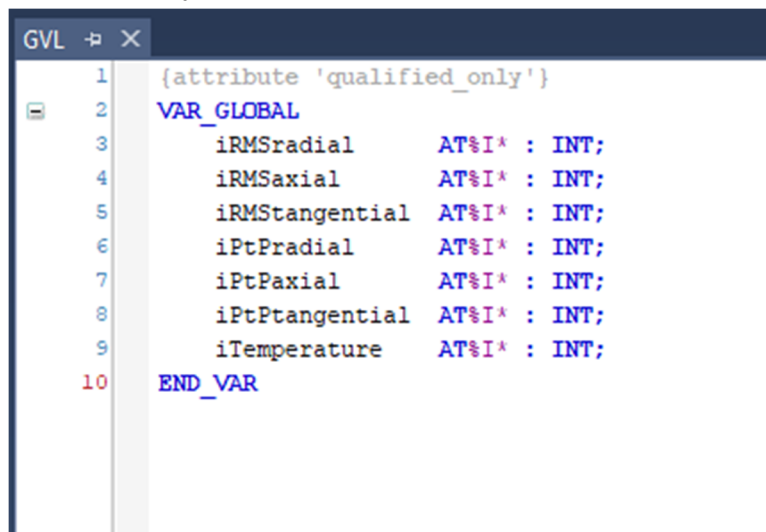 GVL
1 {attribute 'qualified_only'}
2 VAR_GLOBAL
3 iRMSradial AT%I* : INT;
4 iRMSaxial AT%I* : INT;
5 iRMStangential AT%I* : INT;
6 iPtPradial AT%I* : INT;
7 iPtPaxial AT%I* : INT;
8 iPtPtangential AT%I* : INT;
9 iTemperature AT%I* : INT;
10 END_VAR